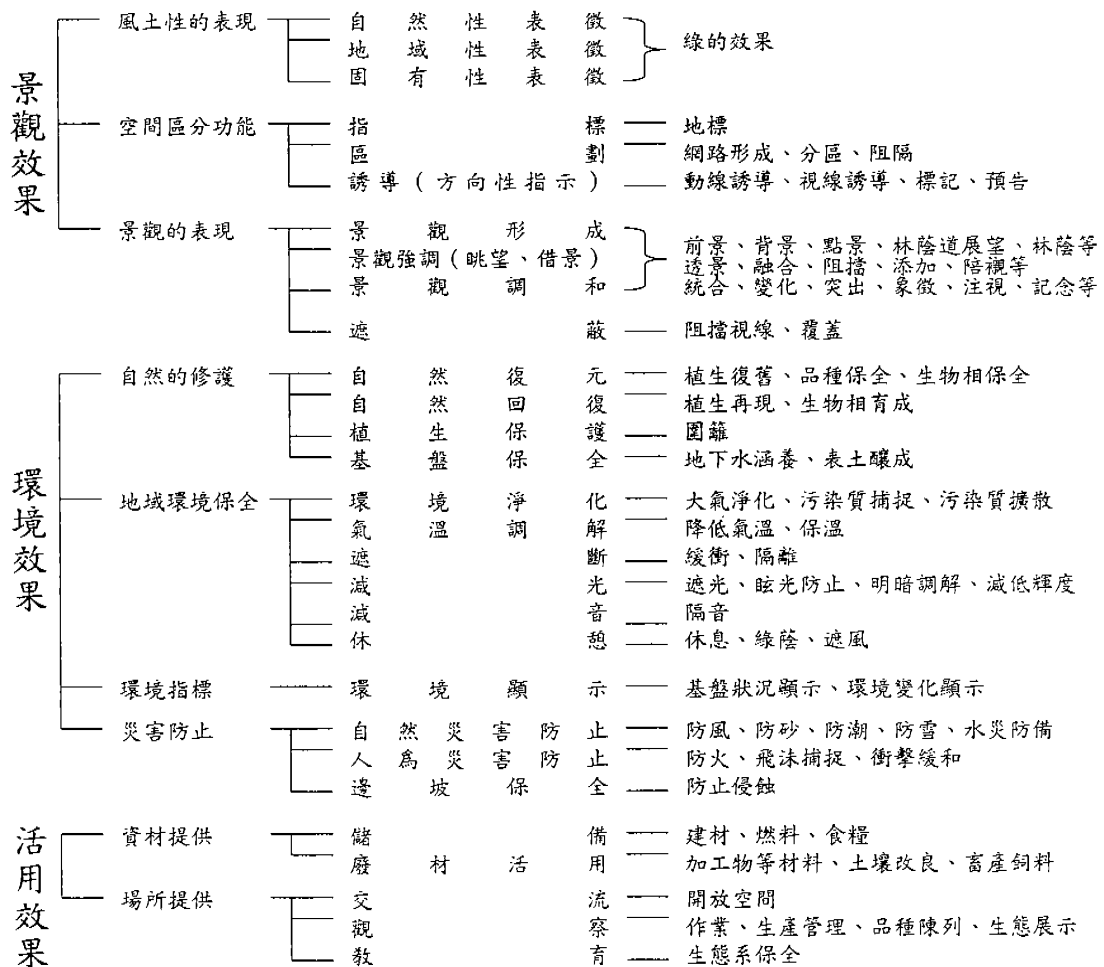 景觀效果
風土性的表現 自然性表徵
地域性表徵 綠的效果
固有性表徵
空間區分功能 指標 地標
區劃 網路形成、分區、阻隔
誘導(方向性指示) 動線誘導、視線誘導、標記、預告
景觀的表現 景觀形成 前景、背景、點景、林蔭道展望、林蔭等
景觀強調(眺望、借景) 透景、融合、阻擋、添加、陪襯等
景觀調和 統合、變化、突出、象徵、注視、記念等
遮蔽 阻擋視線、覆蓋
環境效果
自然的修護 自然復元 植生復舊、品種保全、生物相保全
自然回復 植生再現、生物相育成
植生保護 圍籬
基盤保全 地下水涵養、表土釀成
地域環境保全 環境淨化 大氣淨化、污染質捕捉、污染質擴散
氣溫調解 降低氣溫、保溫
遮斷 緩衝、隔離
減光 遮光、眩光防止、明暗調解、減低輝度
減音 隔音
休憩 休息、綠蔭、遮風
環境指標 環境顯示 基盤狀況顯示、環境變化顯示
災害防止 自然災害防止 防風、防砂、防潮、防雪、水災防備
人為災害防止 防火、飛沫捕捉、衝擊緩和
邊坡保全 防止侵蝕
活用效果
資材提供 儲備 建材、燃料、食糧
廢材活用 加工物等材料、土壤改良、畜產飼料
場所提供 交流 開放空間
觀察 作業、生產管理、品種陳列、生態展示
教育 生態系保全